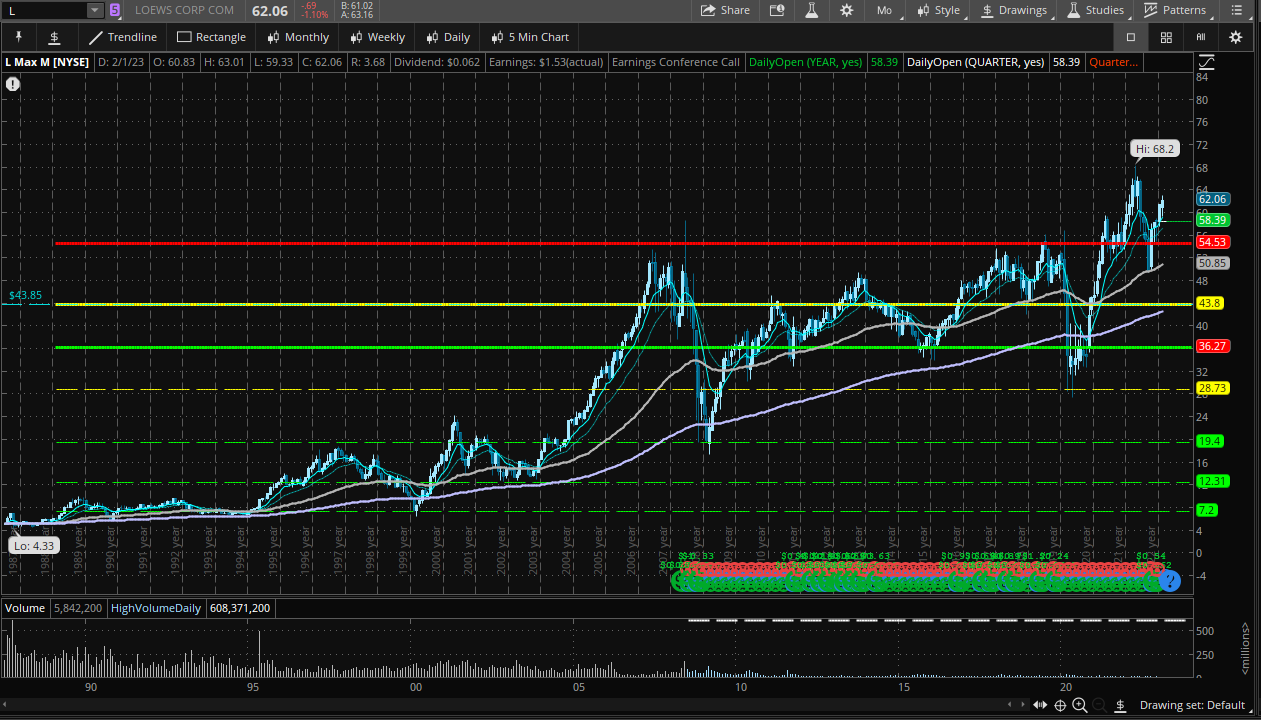 L 5 LOEWS CORP COM 62.06 -.69 -1.10% B: 61.02 A: 63.16 Share Mo Style Drawings Studies Patterns
$ Trendline Rectangle Monthly Weekly Daily 5 Min Chart All
L Max M [NYSE] D: 2/1/23 O: 60.83 H: 63.01 L: 59.33 C: 62.06 R: 3.68 Dividend: $0.062 Earnings: $1.53(actual) Earnings Conference Call DailyOpen (YEAR, yes) 58.39 DailyOpen (QUARTER, yes) 58.39 Quarter...
84
80
76
72
Hi: 68.2
68
64
62.06
58.39
54.53
50.85
48
$43.85
43.8
40
36.27
32
28.73
24
19.4
16
12.31
7.2
4
Lo: 4.33
0
-4
1989 year 1990 year 1991 year 1992 year 1993 year 1994 year 1995 year 1996 year 1997 year 1998 year 1999 year 2000 year 2001 year 2002 year 2003 year 2004 year 2005 year 2006 year
Volume 5,842,200 HighVolumeDaily 608,371,200
500
250
<millions>
90 95 00 05 10 15 20
Drawing set: Default